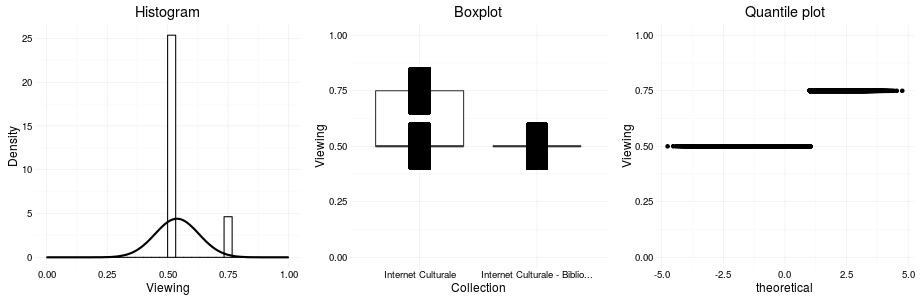 Histogram
25
20
15
10
5
0
Density
0.00 0.25 0.50 0.75 1.00
Viewing
Boxplot
1.00
0.75
0.50
0.25
0.00
Viewing
Internet Culturale Internet Culturale - Biblio...
Collection
Quantile plot
1.00
0.75
0.50
0.25
0.00
Viewing
-5.0 -2.5 0.0 2.5 5.0
theoretical